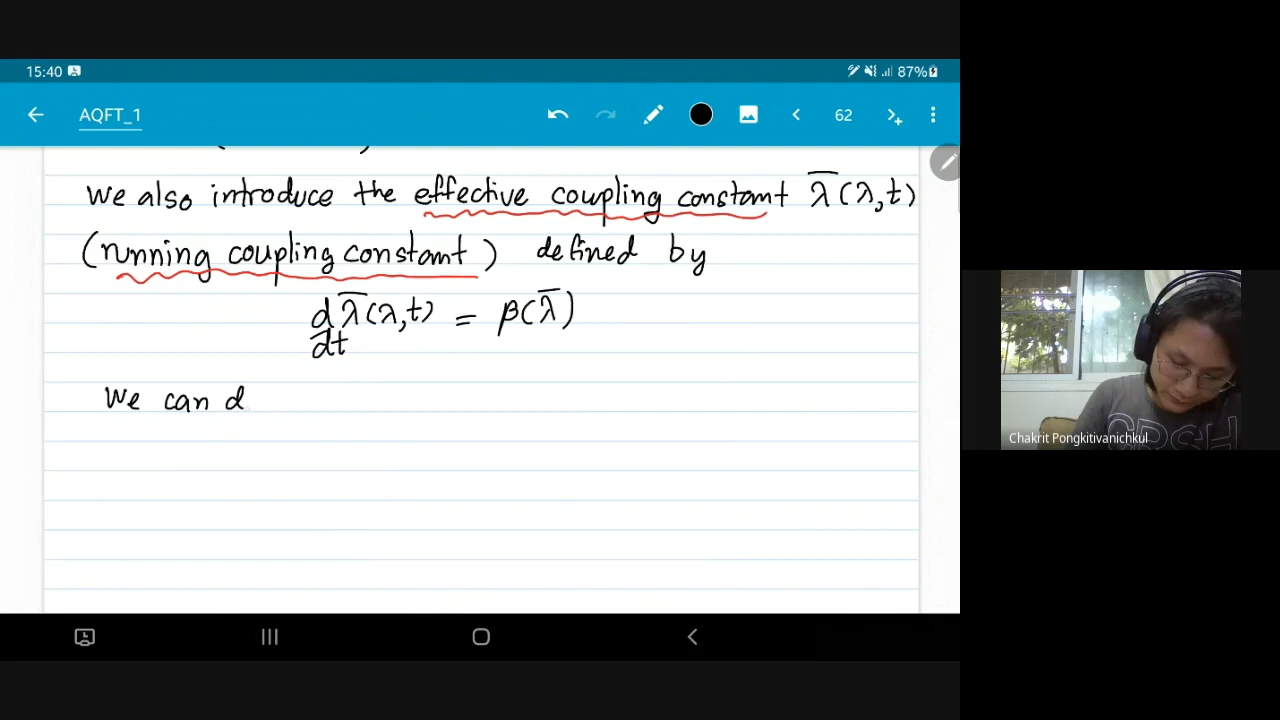 15:40 87%
AQFT_1 62
We also introduce the effective coupling constant λ̄(λ,t)
(running coupling constant) defined by
dλ̄(λ,t) = β(λ̄)
dt
We can d
Chakrit Pongkitivanichkul